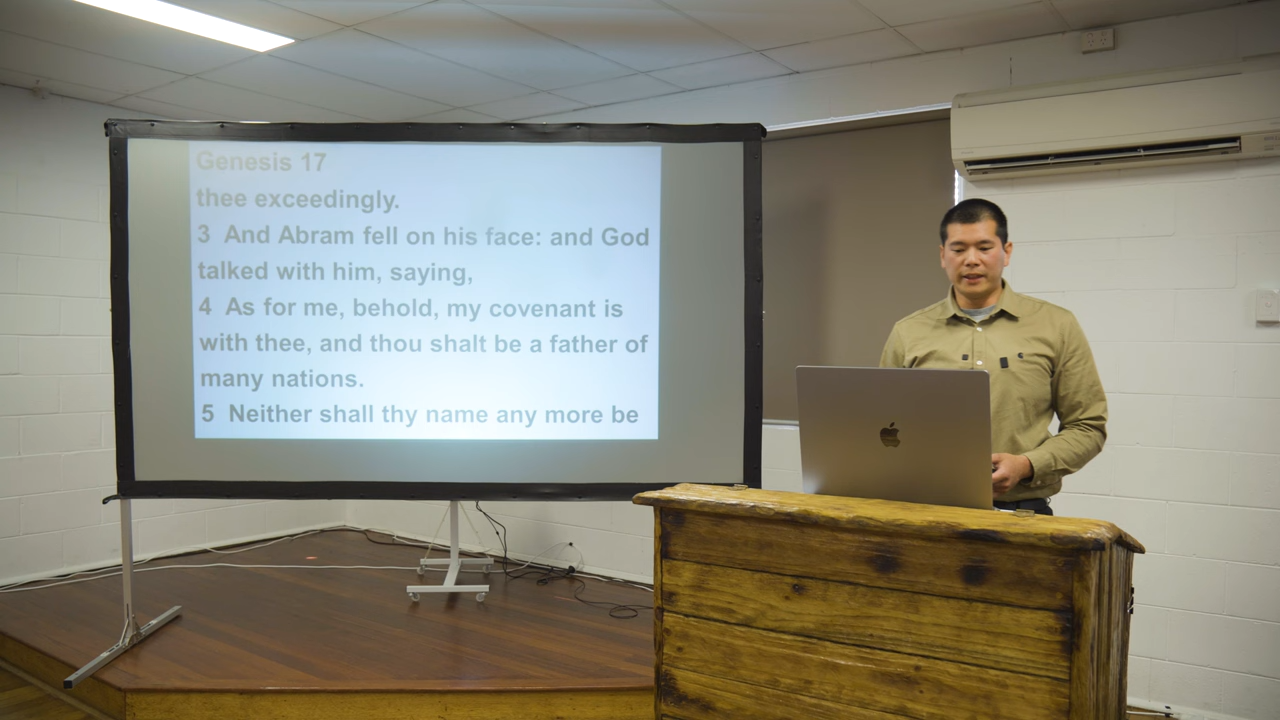 Genesis 17
thee exceedingly.
3 And Abram fell on his face: and God
talked with him, saying,
4 As for me, behold, my covenant is
with thee, and thou shalt be a father of
many nations.
5 Neither shall thy name any more be